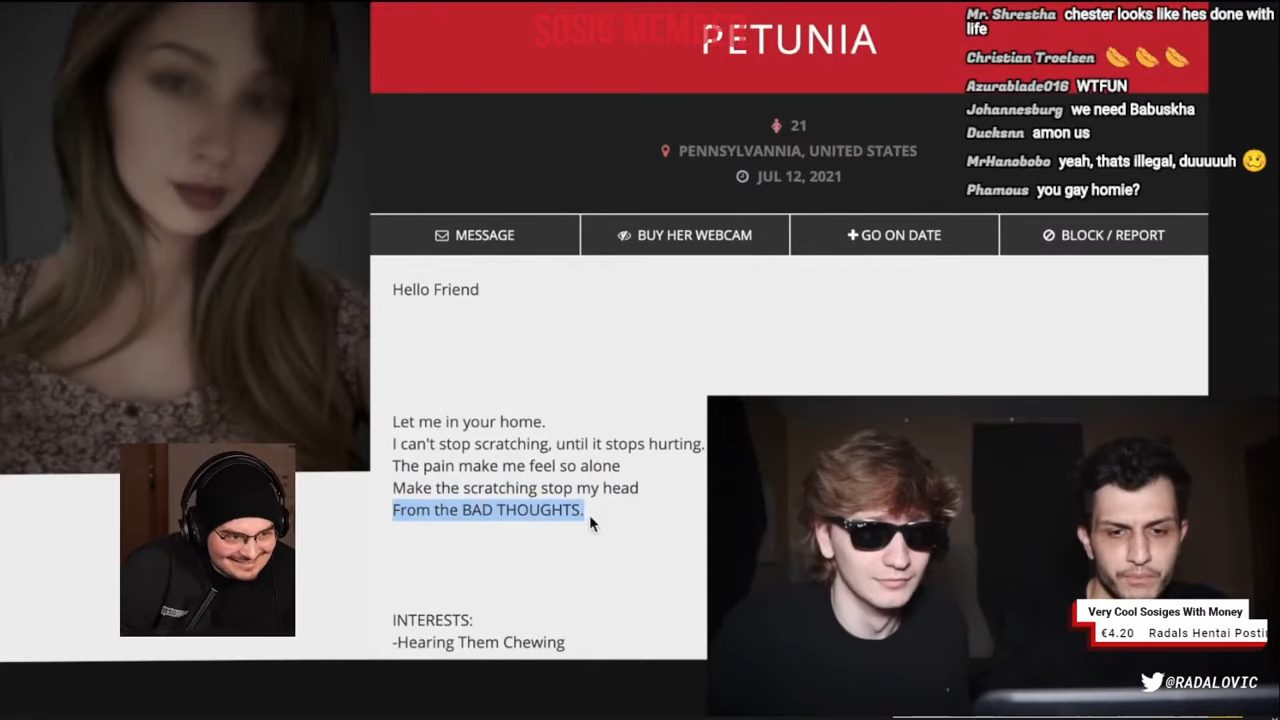 SOSIG MEMB
PETUNIA
21
PENNSYLVANNIA, UNITED STATES
JUL 12, 2021
MESSAGE
BUY HER WEBCAM
GO ON DATE
BLOCK / REPORT
Hello Friend
Let me in your home.
I can't stop scratching, until it stops hurting.
The pain make me feel so alone
Make the scratching stop my head
From the BAD THOUGHTS.
INTERESTS:
-Hearing Them Chewing
Mr. Shrestha chester looks like hes done with
life
Christian Troelsen
Azurablade016 WTFUN
Johannesburg we need Babuskha
Ducksnn amon us
MrHanobobo yeah, thats illegal, duuuuuh
Phamous you gay homie?
Very Cool Sosiges With Money
€4.20 Radals Hentai Posti
@RADALOVIC